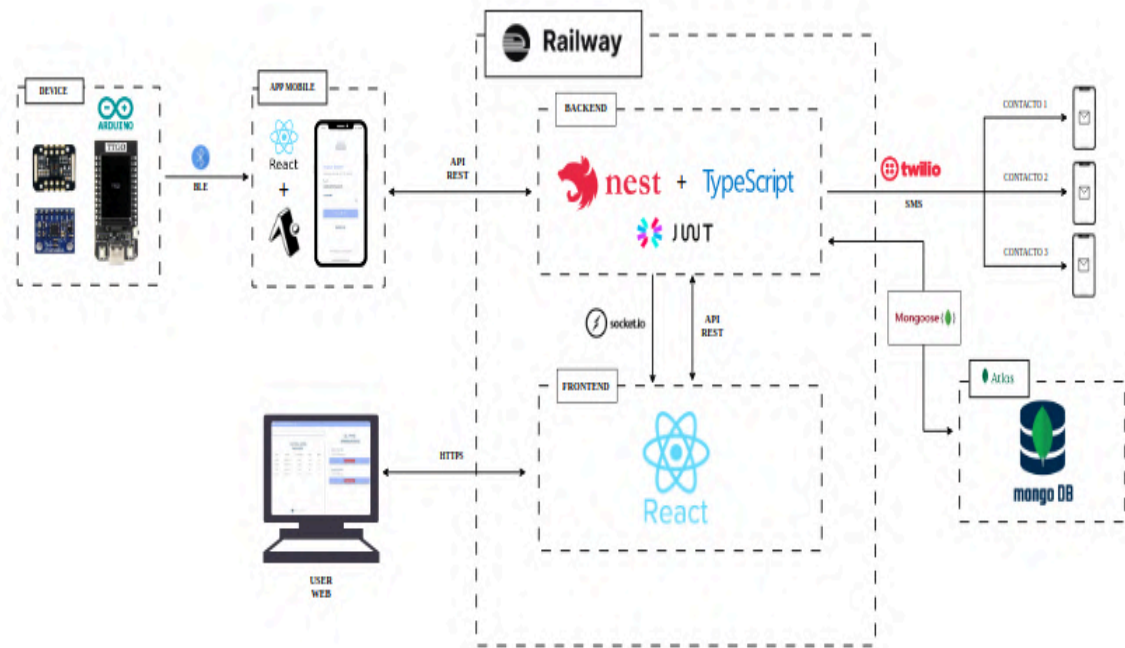 Railway
DEVICE
ARDUINO
TTGO
BLE
APP MOBILE
React
+
API
REST
BACKEND
nest + TypeScript
JWT
twilio
SMS
CONTACTO 1
CONTACTO 2
CONTACTO 3
socket.io
API
REST
Mongoose
Atlas
mongo DB
FRONTEND
React
HTTPS
USER
WEB